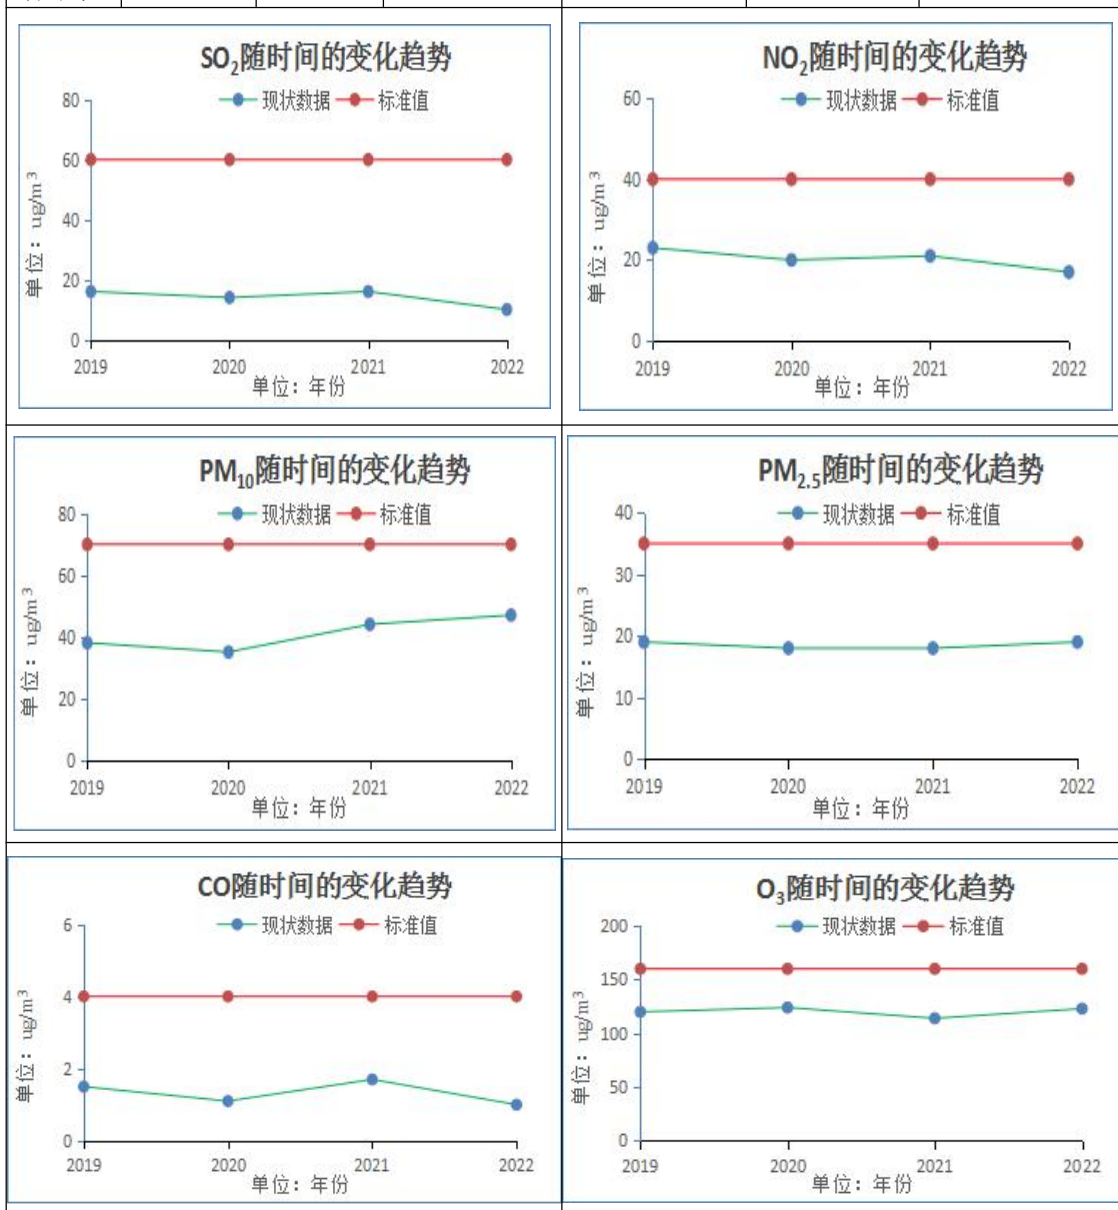 SO₂随时间的变化趋势
现状数据 标准值
80
60
40
20
0
单位：ug/m³
2019 2020 2021 2022
单位：年份
NO₂随时间的变化趋势
现状数据 标准值
60
40
20
0
单位：ug/m³
2019 2020 2021 2022
单位：年份
PM₁₀随时间的变化趋势
现状数据 标准值
80
60
40
20
0
单位：ug/m³
2019 2020 2021 2022
单位：年份
PM₂.₅随时间的变化趋势
现状数据 标准值
40
30
20
10
0
单位：ug/m³
2019 2020 2021 2022
单位：年份
CO随时间的变化趋势
现状数据 标准值
6
4
2
0
单位：ug/m³
2019 2020 2021 2022
单位：年份
O₃随时间的变化趋势
现状数据 标准值
200
150
100
50
0
单位：ug/m³
2019 2020 2021 2022
单位：年份